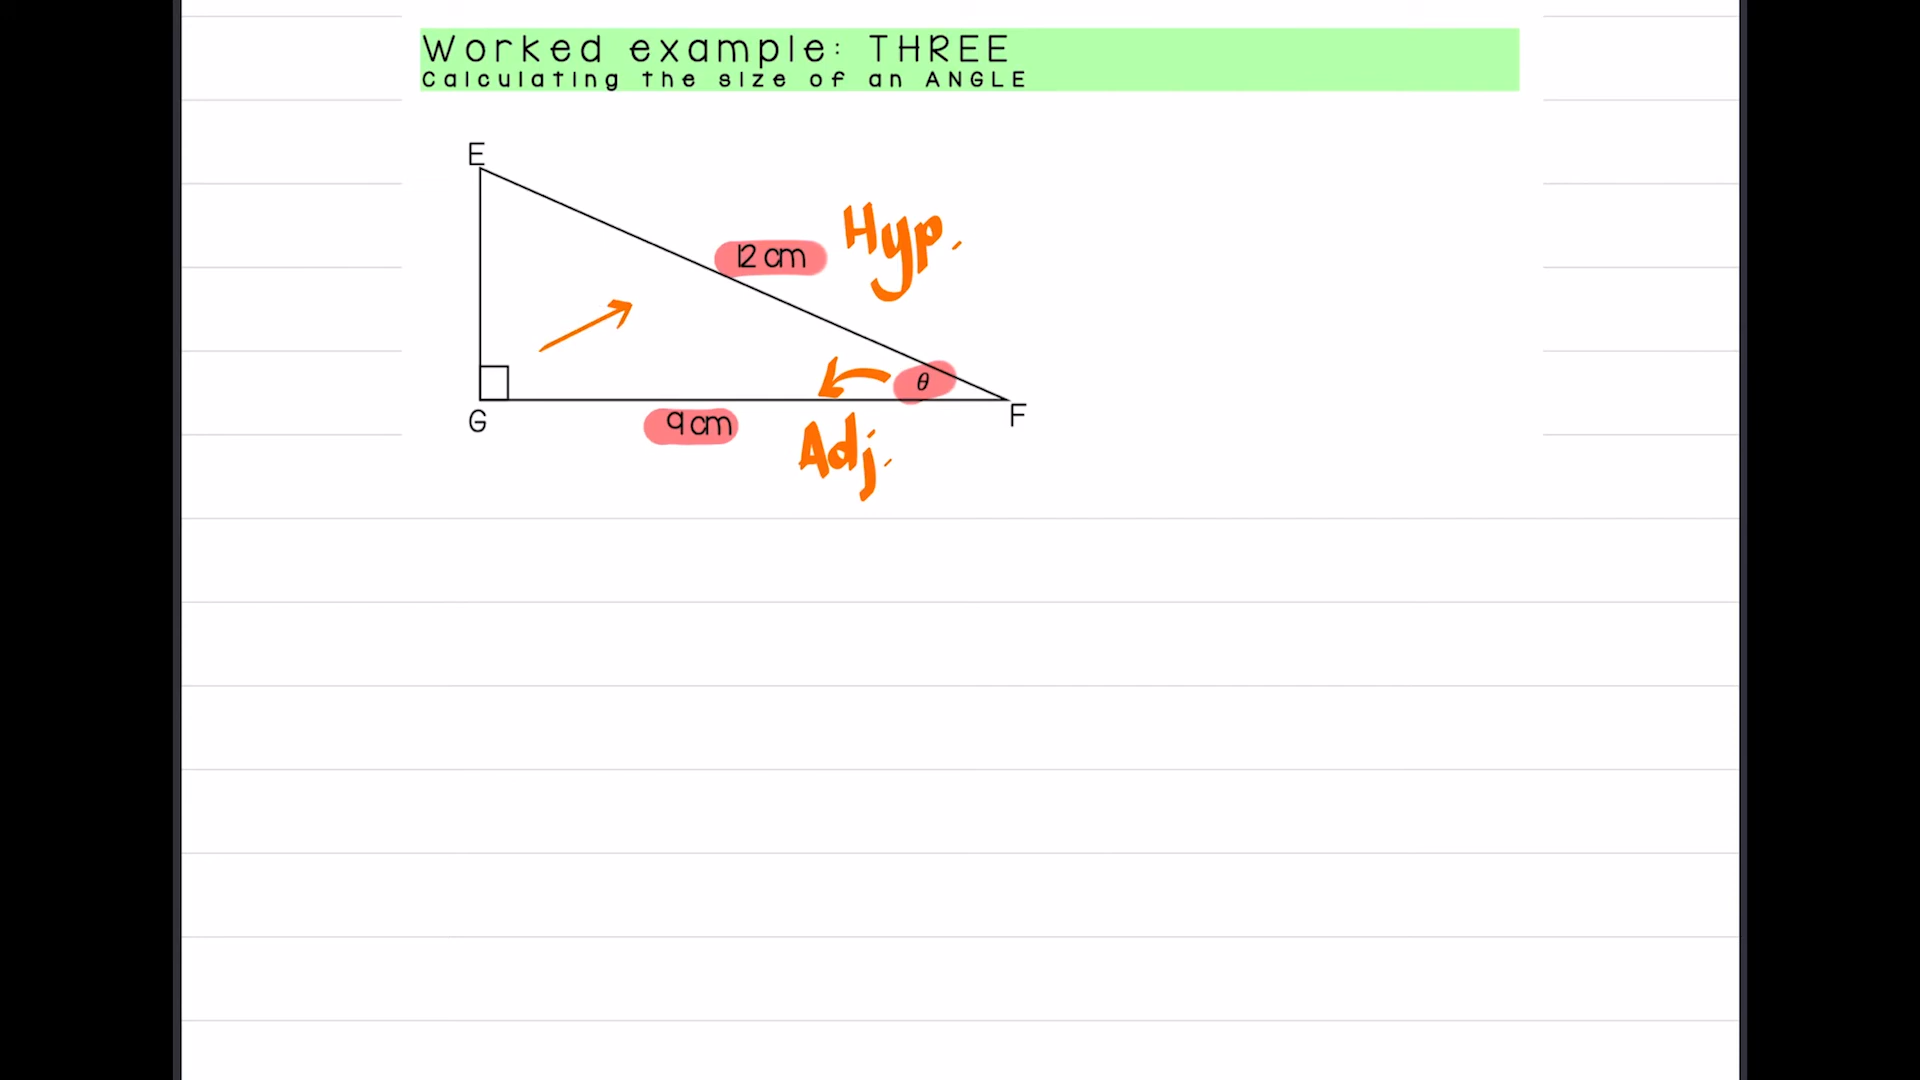 Worked example: THREE
Calculating the size of an ANGLE
E
12 cm
Hyp.
θ
G
9 cm
Adj.
F